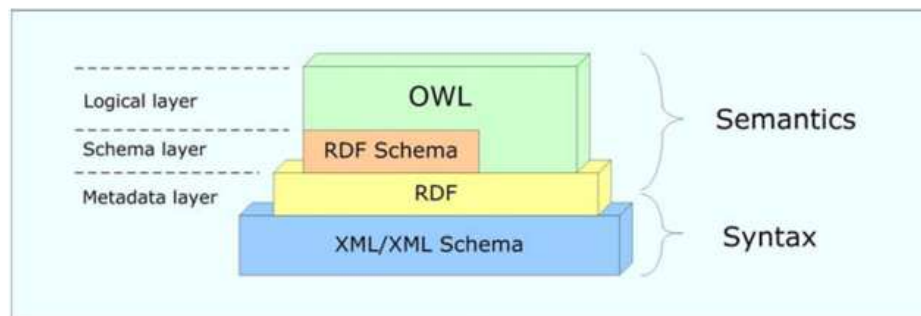 Logical layer
OWL
Semantics
Schema layer
RDF Schema
Metadata layer
RDF
XML/XML Schema
Syntax